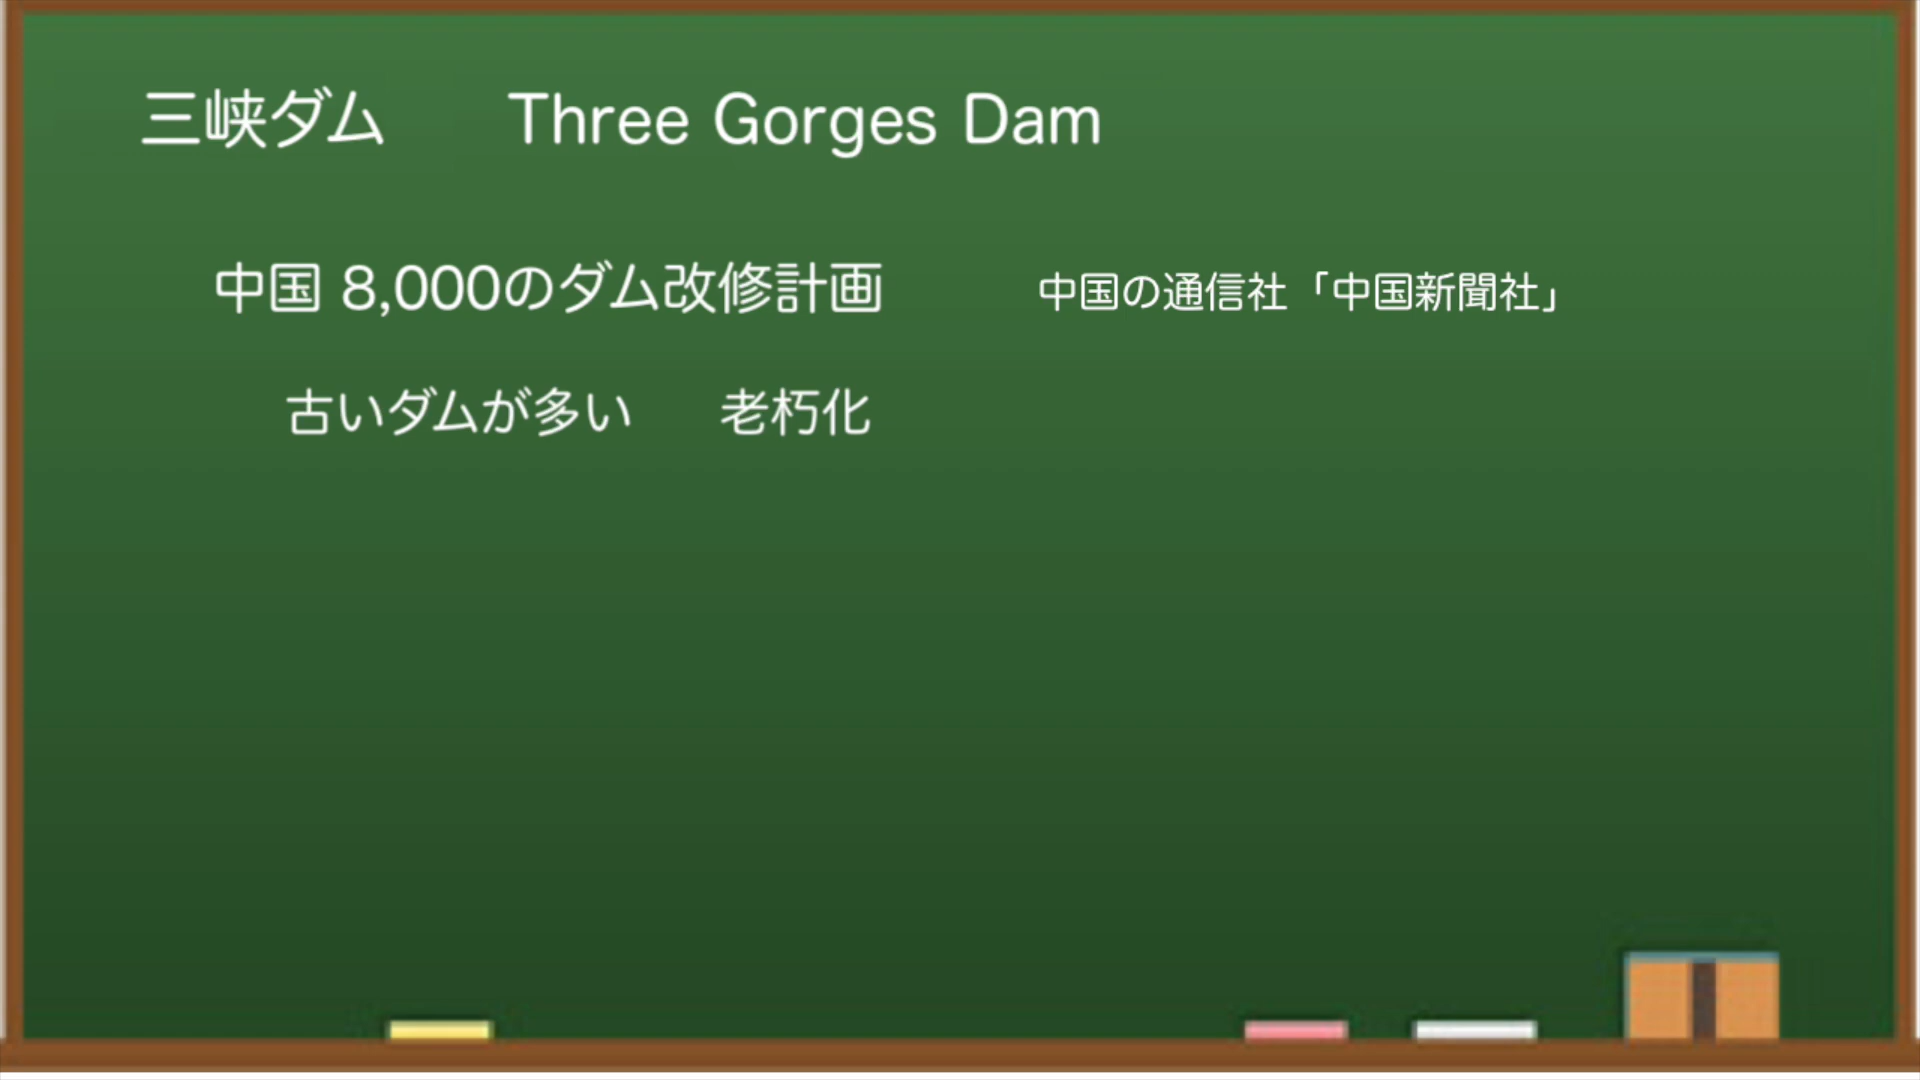 三峡ダム　Three Gorges Dam
中国 8,000のダム改修計画　中国の通信社「中国新聞社」
古いダムが多い　老朽化